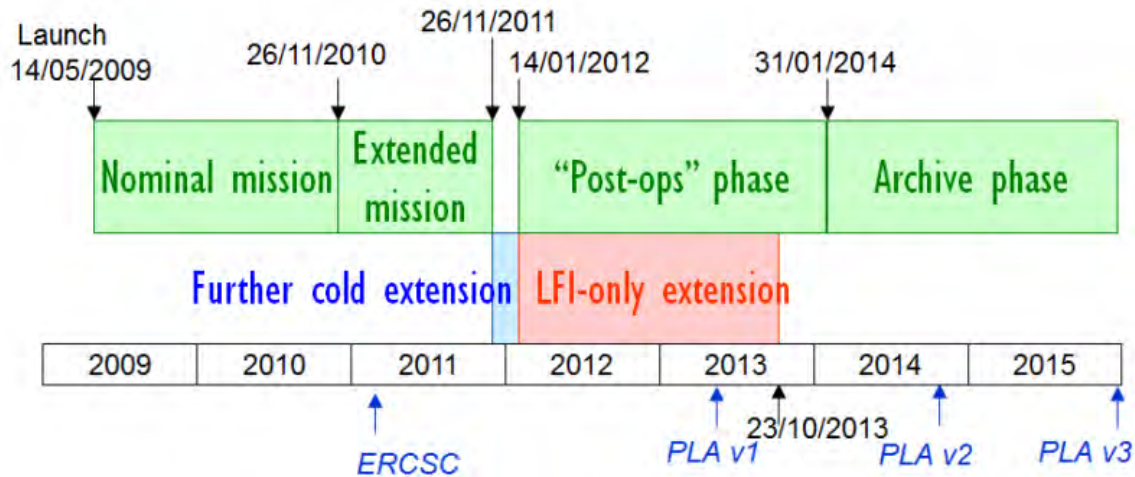 Launch
14/05/2009
26/11/2010
26/11/2011
14/01/2012
31/01/2014
Nominal mission
Extended
mission
“Post-ops” phase
Archive phase
Further cold extension
LFI-only extension
2009
2010
2011
2012
2013
2014
2015
ERCSC
PLA v1
23/10/2013
PLA v2
PLA v3